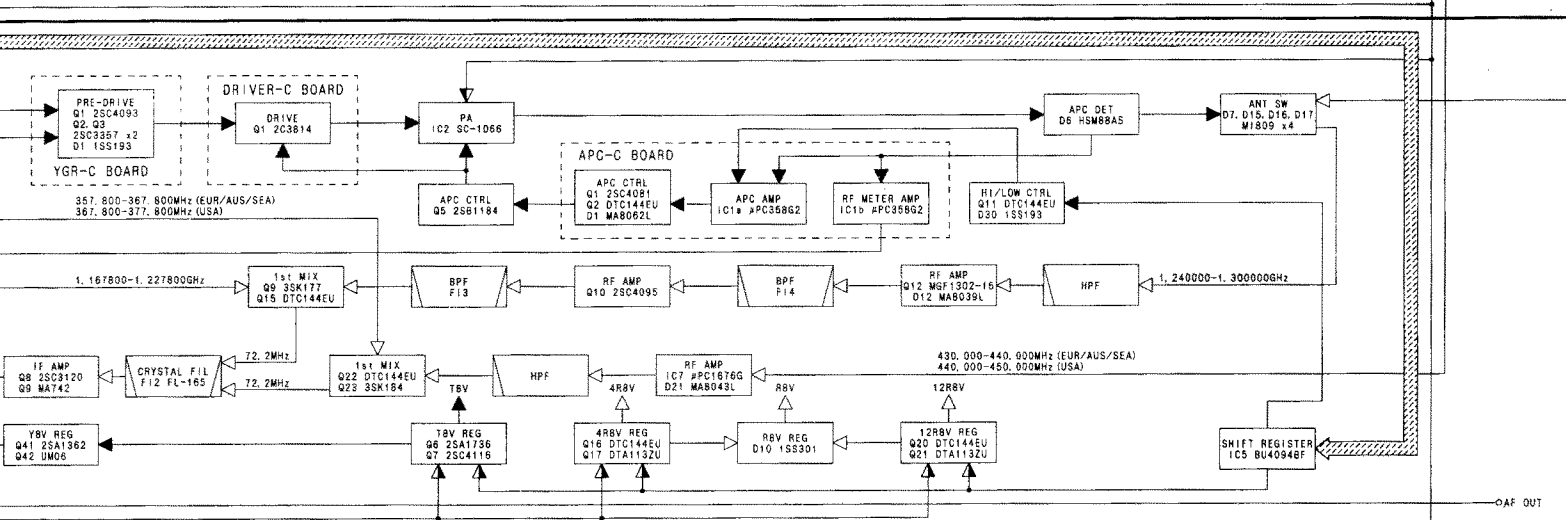 DRIVER-C BOARD
PRE-DRIVE
Q1 2SC4093
Q2, Q3
2SC3357 x2
D1 1SS193
YGR-C BOARD
DRIVE
Q1 2C3814
PA
IC2 SC-1066
APC DET
D6 HSM88AS
ANT SW
D7, D15, D16, D17
MI809 x4
APC-C BOARD
APC CTRL
Q5 2SB1184
APC CTRL
Q1 2SC4081
Q2 DTC144EU
D1 MA8062L
APC AMP
IC1a µPC358G2
RF METER AMP
IC1b µPC358G2
HI/LOW CTRL
Q11 DTC144EU
D30 1SS193
357.800-367.800MHz (EUR/AUS/SEA)
367.800-377.800MHz (USA)
1.167800-1.227800GHz
1st MIX
Q9 3SK177
Q15 DTC144EU
BPF
FI3
RF AMP
Q10 2SC4095
BPF
FI4
RF AMP
Q12 MGF1302-15
D12 MA8039L
HPF
1.240000-1.300000GHz
IF AMP
Q8 2SC3120
Q9 MA742
CRYSTAL FIL
FI2 FL-165
72.2MHz
72.2MHz
1st MIX
Q22 DTC144EU
Q23 3SK184
HPF
RF AMP
IC7 µPC1676G
D21 MA8043L
430.000-440.000MHz (EUR/AUS/SEA)
440.000-450.000MHz (USA)
T8V
4R8V
R8V
12R8V
Y8V REG
Q41 2SA1362
Q42 UM06
T8V REG
Q6 2SA1736
Q7 2SC4116
4R8V REG
Q16 DTC144EU
Q17 DTA113ZU
R8V REG
D10 1SS301
12R8V REG
Q20 DTC144EU
Q21 DTA113ZU
SHIFT REGISTER
IC5 BU4094BF
AF OUT